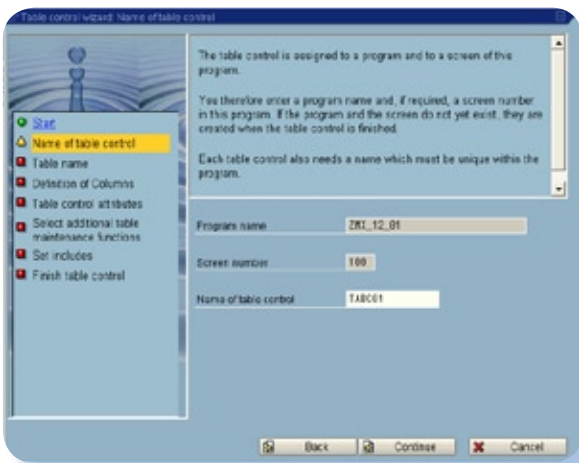 Table control wizard: Name of table control
The table control is assigned to a program and to a screen of this
program.
You therefore enter a program name and, if required, a screen number
in this program. If the program and the screen do not yet exist, they are
created when the table control is finished.
Each table control also needs a name which must be unique within the
program.
Start
Name of table control
Table name
Definition of Columns
Table control attributes
Select additional table
maintenance functions
Set includes
Finish table control
Program name ZMI_12_01
Screen number 100
Name of table control TABC01
Back Continue Cancel